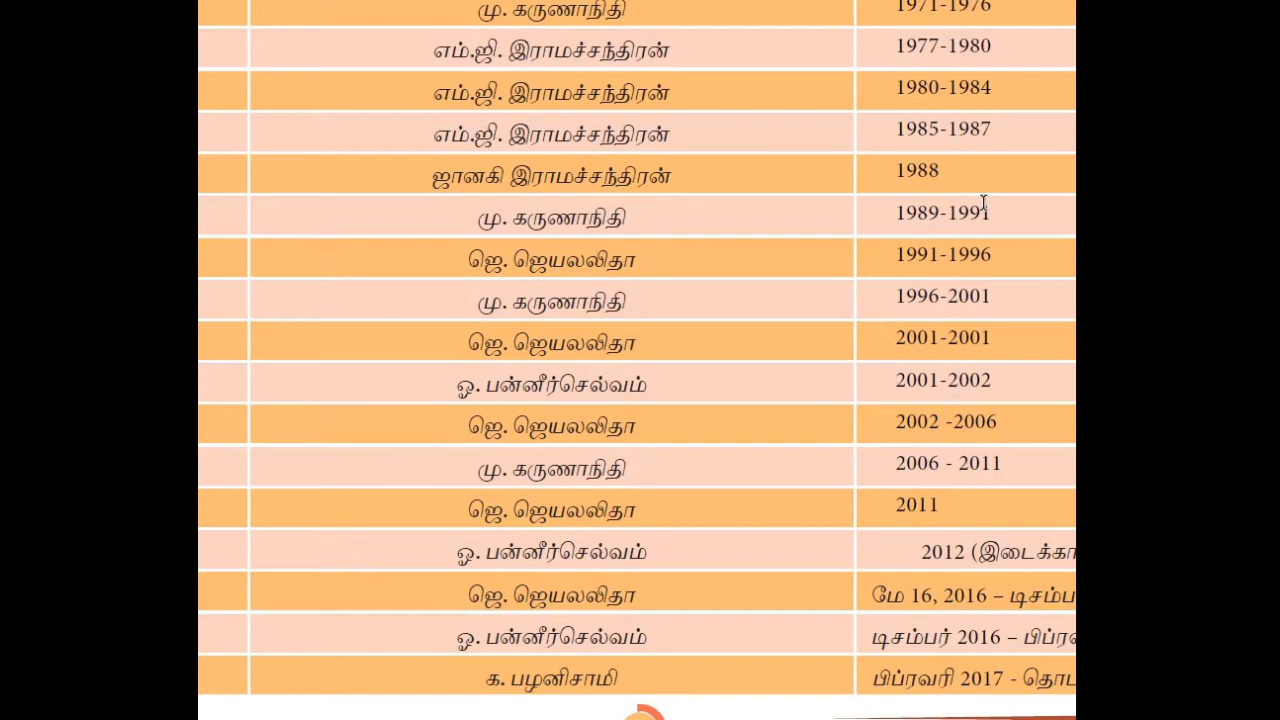 மு. கருணாநிதி 1971-1976
எம்.ஜி. இராமச்சந்திரன் 1977-1980
எம்.ஜி. இராமச்சந்திரன் 1980-1984
எம்.ஜி. இராமச்சந்திரன் 1985-1987
ஜானகி இராமச்சந்திரன் 1988
மு. கருணாநிதி 1989-1991
ஜெ. ஜெயலலிதா 1991-1996
மு. கருணாநிதி 1996-2001
ஜெ. ஜெயலலிதா 2001-2001
ஓ. பன்னீர்செல்வம் 2001-2002
ஜெ. ஜெயலலிதா 2002 -2006
மு. கருணாநிதி 2006 - 2011
ஜெ. ஜெயலலிதா 2011
ஓ. பன்னீர்செல்வம் 2012 (
ஜெ. ஜெயலலிதா மே 16, 2016 –
ஓ. பன்னீர்செல்வம் டிசம்பர் 2016 –
க. பழனிசாமி பிப்ரவரி 2017 -